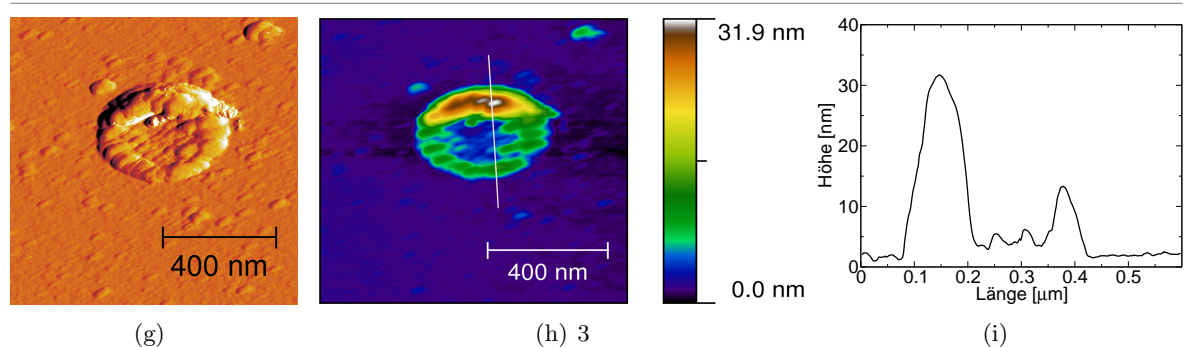 400 nm
(g)
400 nm
(h) 3
31.9 nm
0.0 nm
Höhe [nm]
40
30
20
10
0
0 0.1 0.2 0.3 0.4 0.5
Länge [µm]
(i)